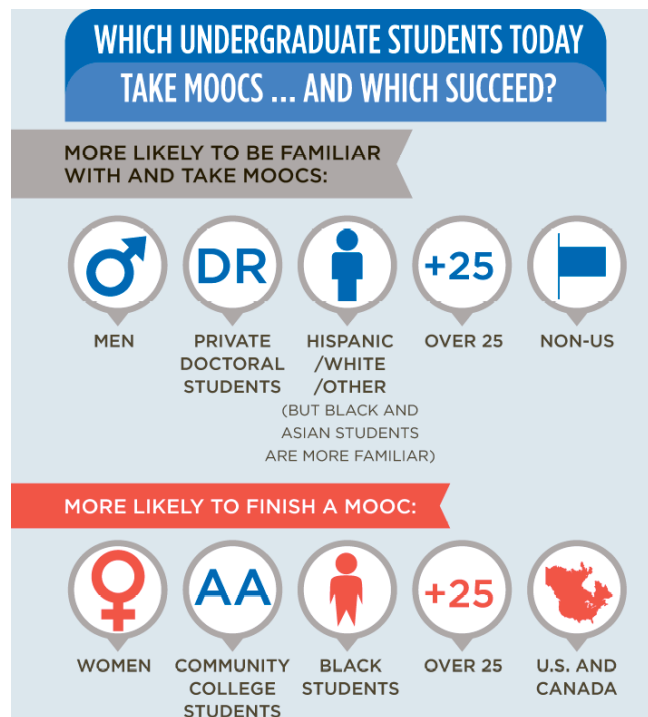 WHICH UNDERGRADUATE STUDENTS TODAY
TAKE MOOCS ... AND WHICH SUCCEED?
MORE LIKELY TO BE FAMILIAR
WITH AND TAKE MOOCS:
DR
+25
MEN
PRIVATE
DOCTORAL
STUDENTS
HISPANIC
/WHITE
/OTHER
(BUT BLACK AND
ASIAN STUDENTS
ARE MORE FAMILIAR)
OVER 25
NON-US
MORE LIKELY TO FINISH A MOOC:
AA
+25
WOMEN
COMMUNITY
COLLEGE
STUDENTS
BLACK
STUDENTS
OVER 25
U.S. AND
CANADA